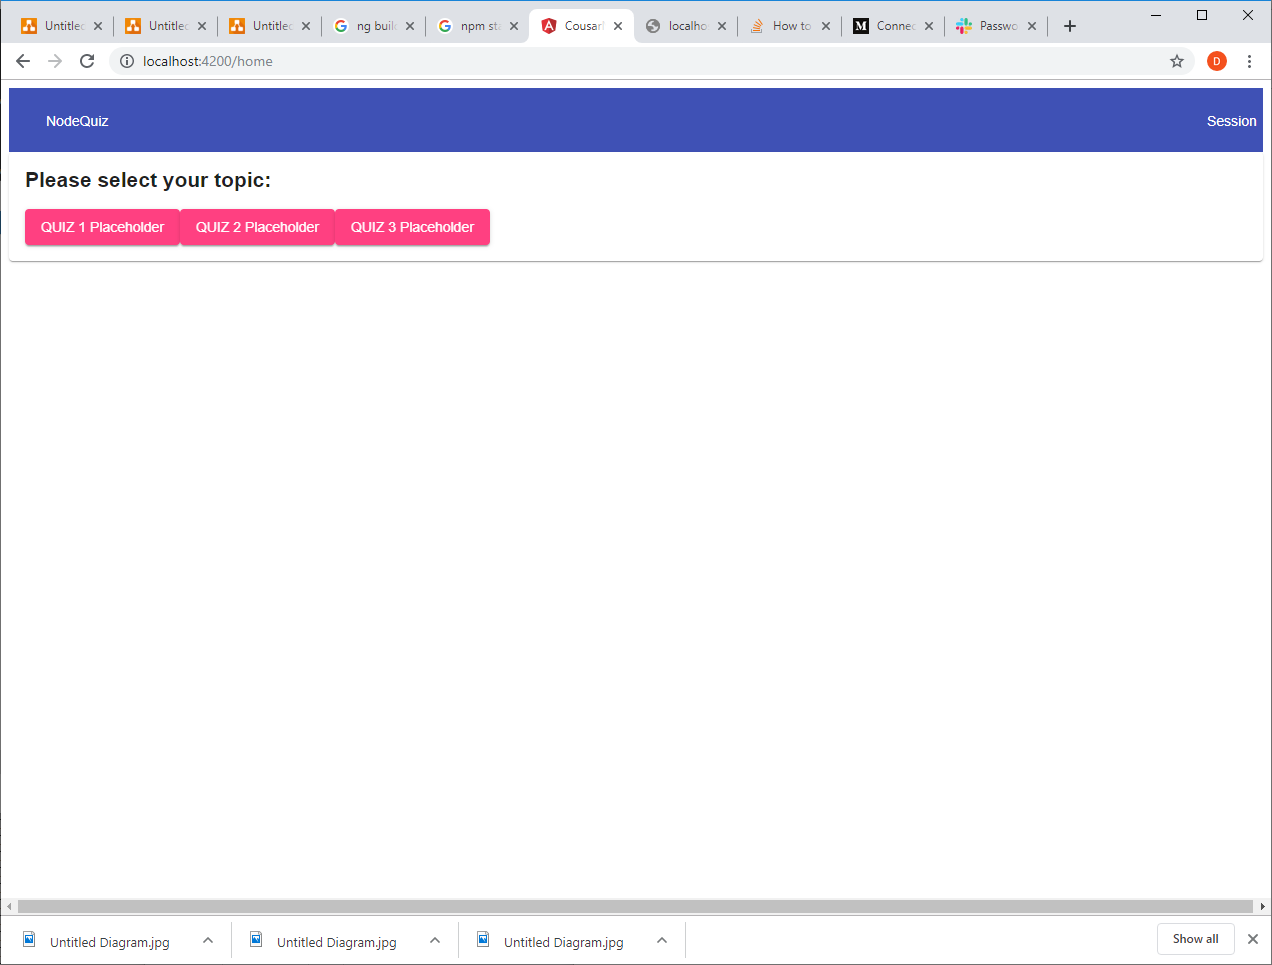 Untitled
Untitled
Untitled
ng buil
npm sta
Cousar
localho
How to
M
Connec
Passwo
localhost:4200/home
D
NodeQuiz
Session
Please select your topic:
QUIZ 1 Placeholder QUIZ 2 Placeholder QUIZ 3 Placeholder
Untitled Diagram.jpg
Untitled Diagram.jpg
Untitled Diagram.jpg
Show all